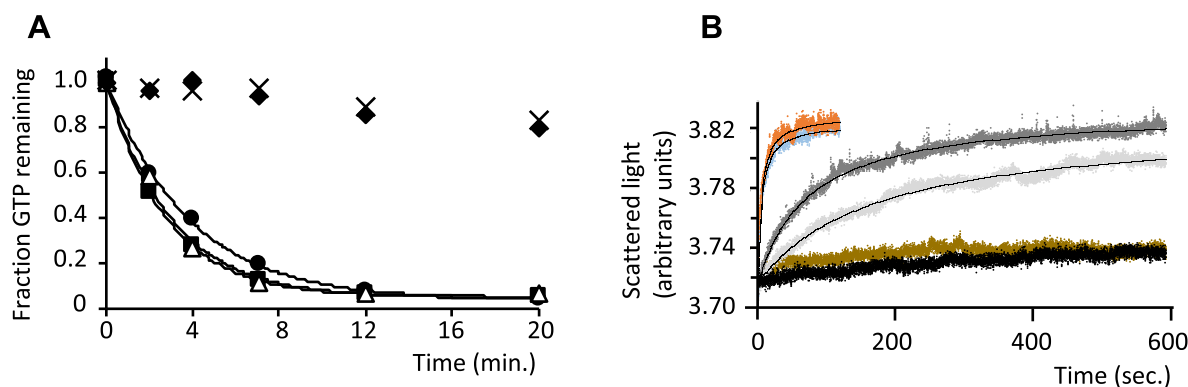 A
Fraction GTP remaining
1.0
0.8
0.6
0.4
0.2
0
0 4 8 12 16 20
Time (min.)
B
Scattered light
(arbitrary units)
3.82
3.78
3.74
3.70
0 200 400 600
Time (sec.)